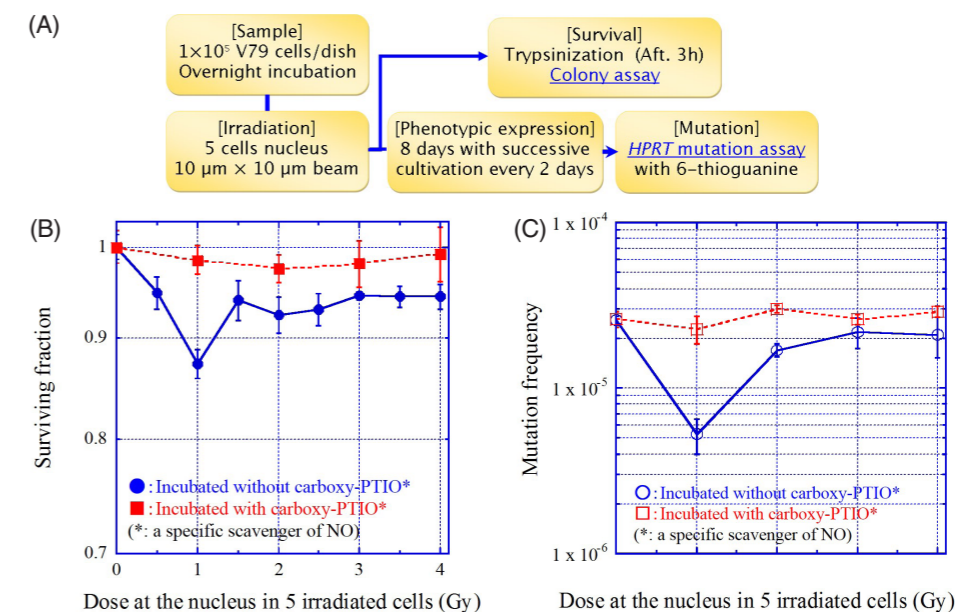 (A)
[Sample]
1×10⁵ V79 cells/dish
Overnight incubation
[Survival]
Trypsinization (Aft. 3h)
Colony assay
[Irradiation]
5 cells nucleus
10 μm × 10 μm beam
[Phenotypic expression]
8 days with successive
cultivation every 2 days
[Mutation]
HPRT mutation assay
with 6-thioguanine
(B)
Surviving fraction
1
0.9
0.8
0.7
0
1
2
3
4
●: Incubated without carboxy-PTIO*
■: Incubated with carboxy-PTIO*
(*: a specific scavenger of NO)
Dose at the nucleus in 5 irradiated cells (Gy)
(C)
Mutation frequency
1 x 10⁻⁴
1 x 10⁻⁵
1 x 10⁻⁶
○: Incubated without carboxy-PTIO*
□: Incubated with carboxy-PTIO*
(*: a specific scavenger of NO)
Dose at the nucleus in 5 irradiated cells (Gy)